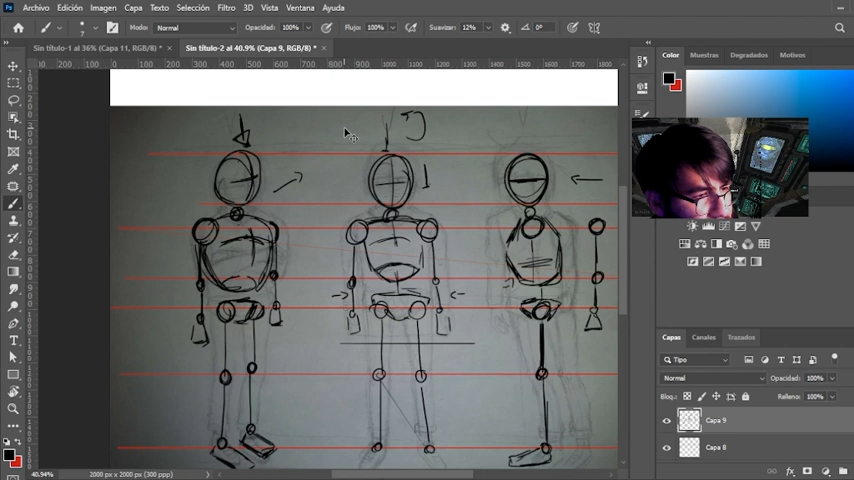 Archivo Edición Imagen Capa Texto Selección Filtro 3D Vista Ventana Ayuda
Modo: Normal Opacidad: 100% Flujo: 100% Suavizar: 12% 0°
Sin título-1 al 36% (Capa 11, RGB/8) * × Sin título-2 al 40.9% (Capa 9, RGB/8) * ×
Color Muestras Degradados Motivos
Capas Canales Trazados
Tipo
Normal Opacidad: 100%
Bloq.: Relleno: 100%
Capa 9
Capa 8
40.94% 2000 px x 2000 px (300 ppp)